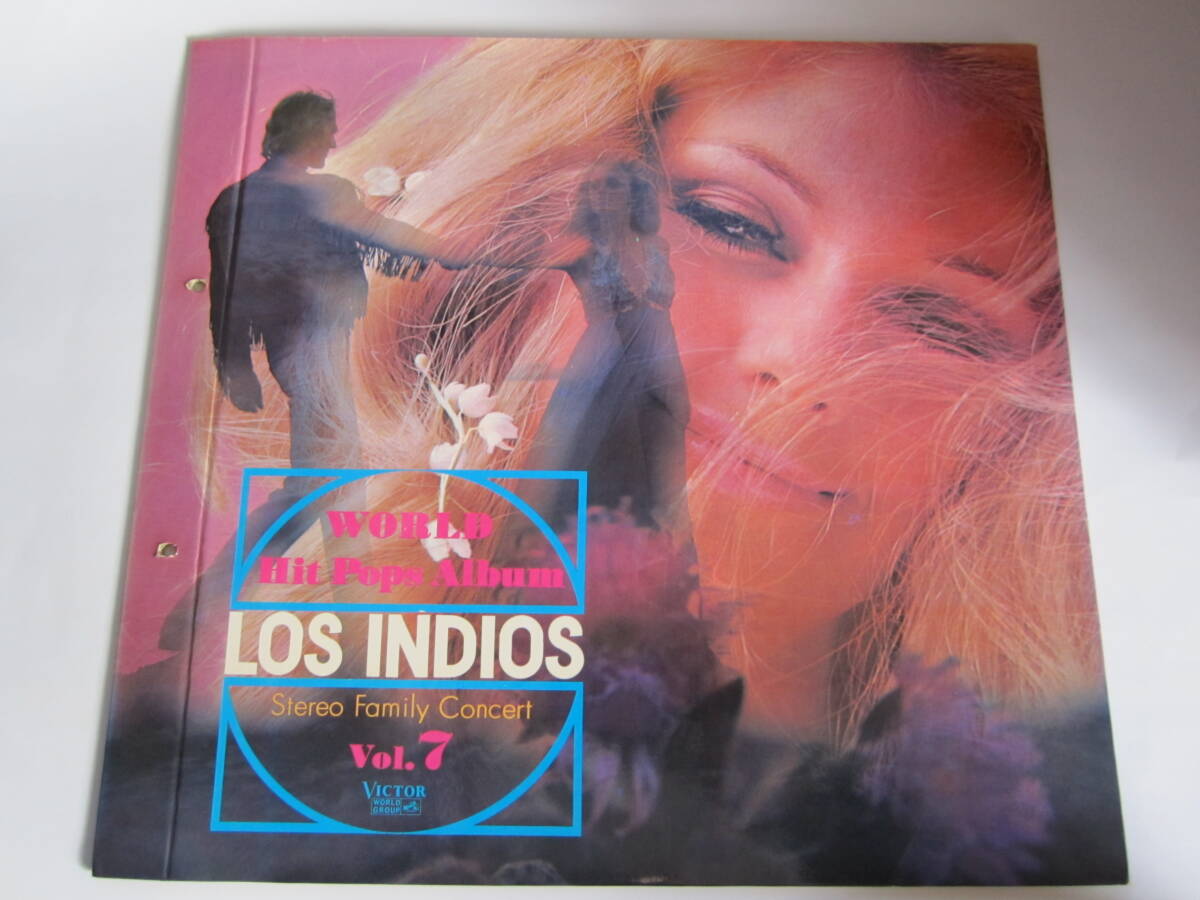 WORLD
Hit Pops Album
LOS INDIOS
Stereo Family Concert
Vol. 7
VICTOR
WORLD
GROUP